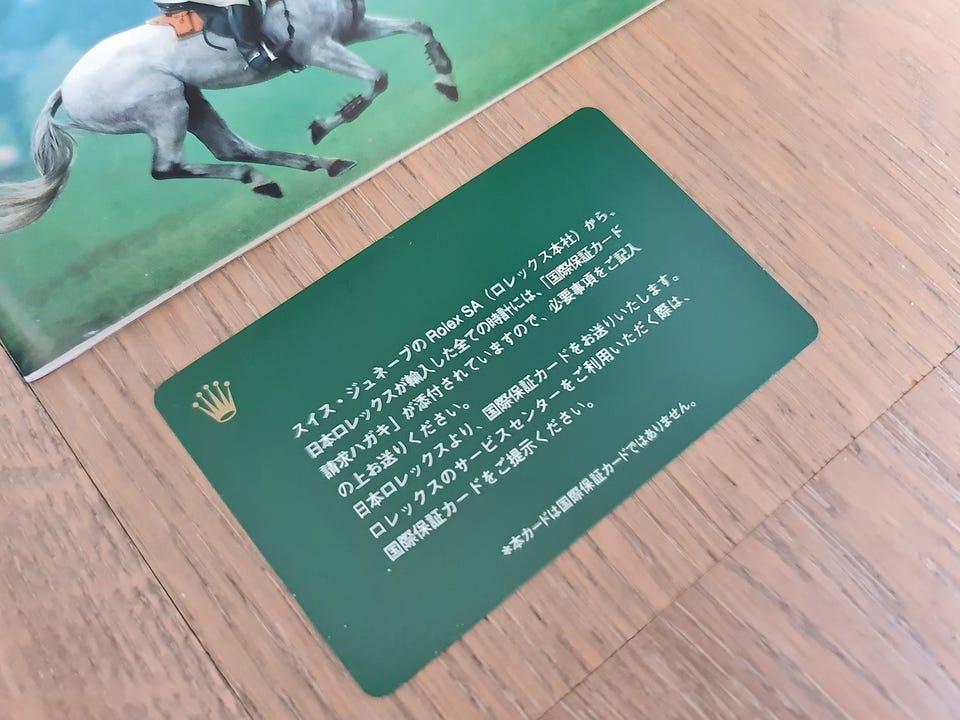 スイス・ジュネーブのRolex SA（ロレックス本社）から、
日本ロレックスが輸入した全ての時計には、「国際保証カード
請求ハガキ」が添付されていますので、必要事項をご記入
の上お送りください。
日本ロレックスより、国際保証カードをお送りいたします。
ロレックスのサービスセンターをご利用いただく際は、
国際保証カードをご提示ください。
*本カードは国際保証カードではありません。